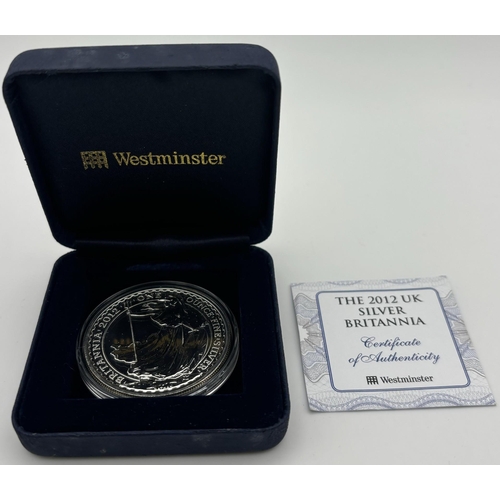 Westminster
BRITANNIA · 2012 · ONE OUNCE FINE SILVER
THE 2012 UK
SILVER
BRITANNIA
Certificate
of Authenticity
Westminster